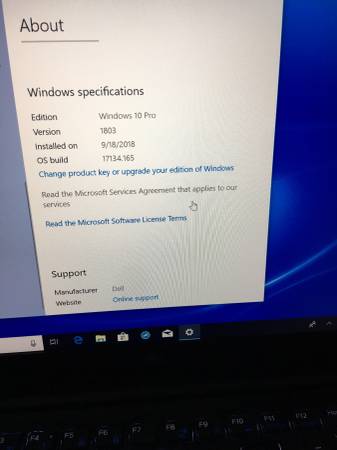 About
Windows specifications
Edition Windows 10 Pro
Version 1803
Installed on 9/18/2018
OS build 17134.165
Change product key or upgrade your edition of Windows
Read the Microsoft Services Agreement that applies to our
services
Read the Microsoft Software License Terms
Support
Manufacturer Dell
Website Online support
F4 F5 F6 F7 F8 F9 F10 F11 F12